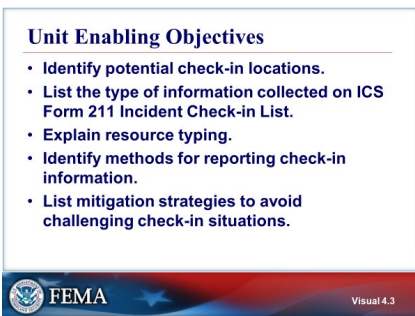 Unit Enabling Objectives
• Identify potential check-in locations.
• List the type of information collected on ICS
Form 211 Incident Check-in List.
• Explain resource typing.
• Identify methods for reporting check-in
information.
• List mitigation strategies to avoid
challenging check-in situations.
FEMA
Visual 4.3